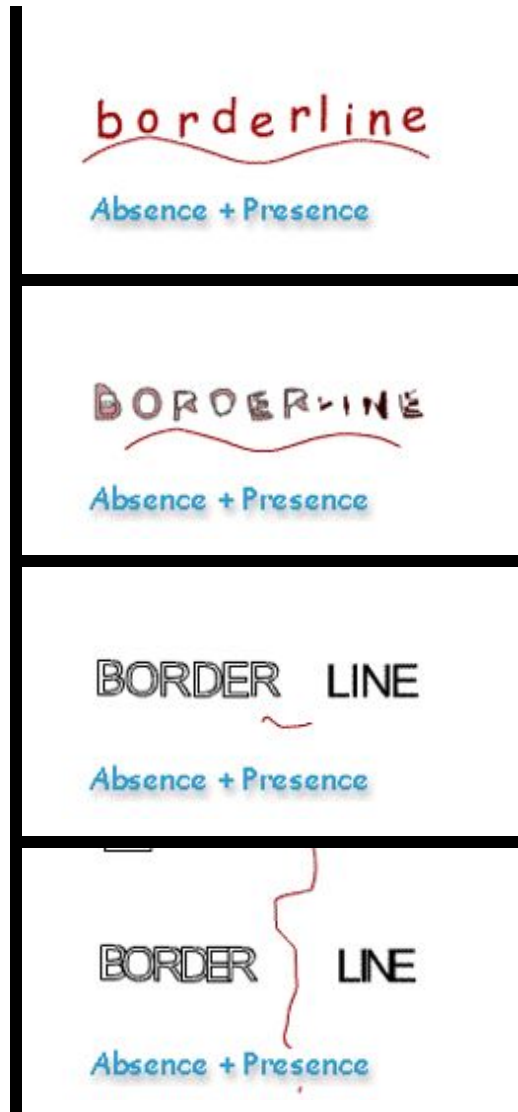 borderline
Absence + Presence
BORDERLINE
Absence + Presence
BORDER LINE
Absence + Presence
BORDER LINE
Absence + Presence